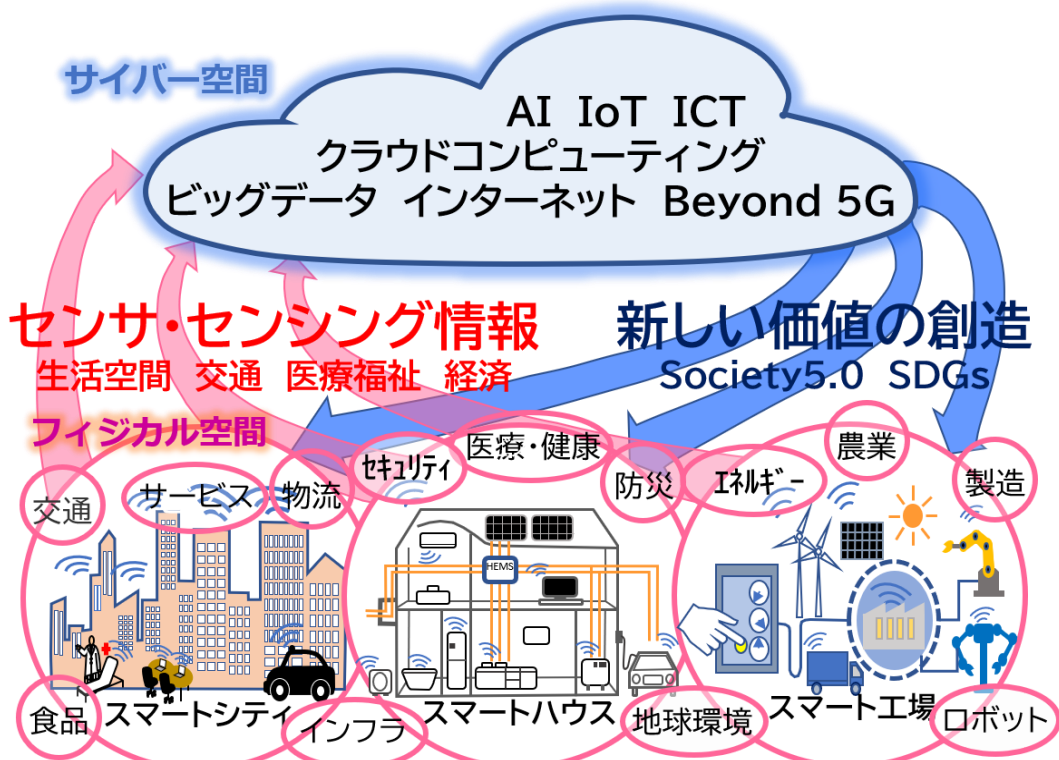 サイバー空間
AI IoT ICT
クラウドコンピューティング
ビッグデータ インターネット Beyond 5G
センサ・センシング情報
生活空間 交通 医療福祉 経済
新しい価値の創造
Society5.0 SDGs
フィジカル空間
交通
サービス
物流
セキュリティ
医療・健康
防災
エネルギー
農業
製造
HEMS
食品
スマートシティ
インフラ
スマートハウス
地球環境
スマート工場
ロボット